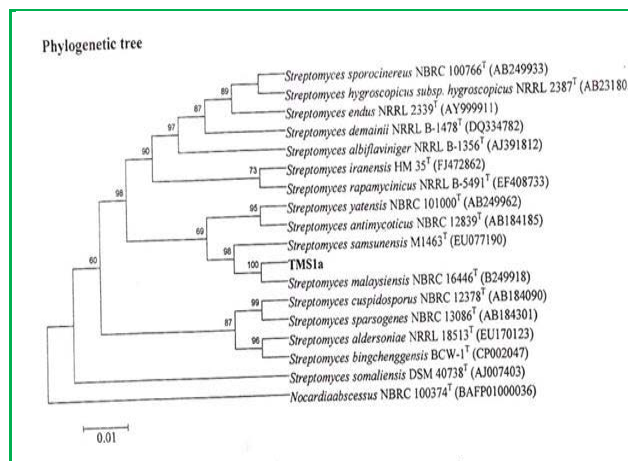 Phylogenetic tree
Streptomyces sporocinereus NBRC 100766T (AB249933)
89
Streptomyces hygroscopicus subsp. hygroscopicus NRRL 2387T (AB23180
87
Streptomyces endus NRRL 2339T (AY999911)
97
Streptomyces demainii NRRL B-1478T (DQ334782)
90
Streptomyces albiflaviniger NRRL B-1356T (AJ391812)
73
Streptomyces iranensis HM 35T (FJ472862)
Streptomyces rapamycinicus NRRL B-5491T (EF408733)
98
95
Streptomyces yatensis NBRC 101000T (AB249962)
Streptomyces antimycoticus NBRC 12839T (AB184185)
69
Streptomyces samsunensis M1463T (EU077190)
98
TMS1a
100
Streptomyces malaysiensis NBRC 16446T (B249918)
60
99
Streptomyces cuspidosporus NBRC 12378T (AB184090)
Streptomyces sparsogenes NBRC 13086T (AB184301)
87
Streptomyces aldersoniae NRRL 18513T (EU170123)
96
Streptomyces bingchenggensis BCW-1T (CP002047)
Streptomyces somaliensis DSM 40738T (AJ007403)
Nocardiaabscessus NBRC 100374T (BAFP01000036)
0.01